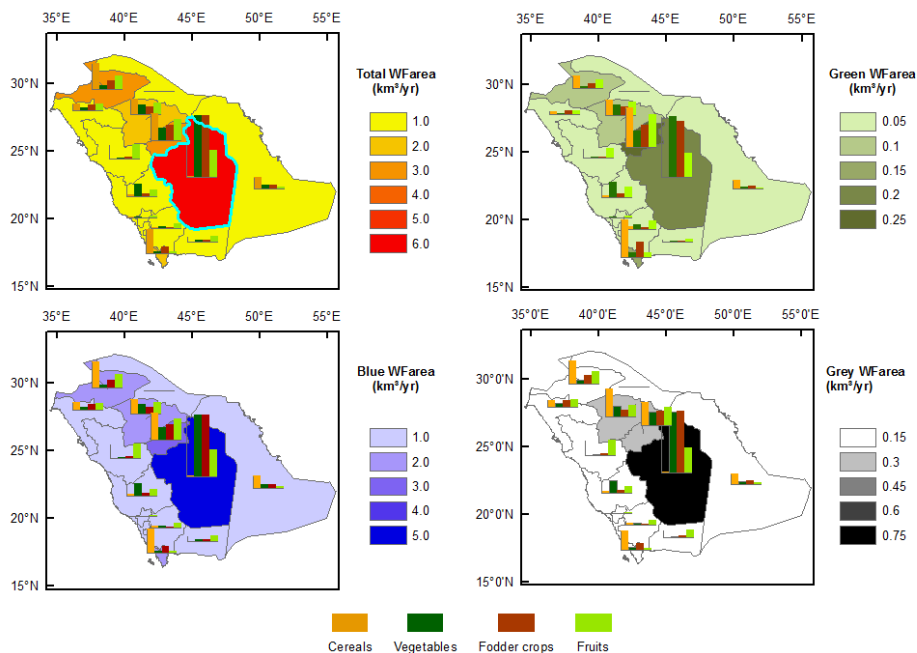 35°E 40°E 45°E 50°E 55°E
30°N
25°N
20°N
15°N
Total WFarea
(km³/yr)
1.0
2.0
3.0
4.0
5.0
6.0
35°E 40°E 45°E 50°E 55°E
30°N
25°N
20°N
15°N
Green WFarea
(km³/yr)
0.05
0.1
0.15
0.2
0.25
35°E 40°E 45°E 50°E 55°E
30°N
25°N
20°N
15°N
Blue WFarea
(km³/yr)
1.0
2.0
3.0
4.0
5.0
35°E 40°E 45°E 50°E 55°E
30°0'N
25°0'N
20°0'N
15°0'N
Grey WFarea
(km³/yr)
0.15
0.3
0.45
0.6
0.75
Cereals Vegetables Fodder crops Fruits